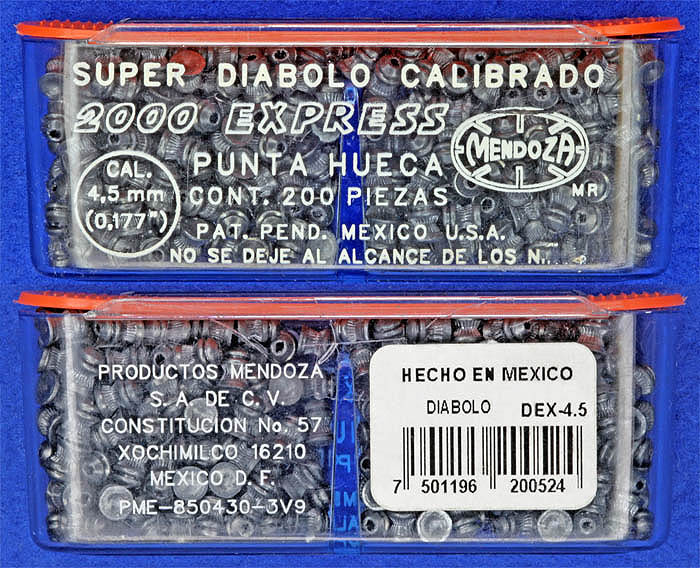 SUPER DIABOLO CALIBRADO
2000 EXPRESS
PUNTA HUECA
CONT. 200 PIEZAS
CAL.
4,5 mm
(0,177")
MENDOZA
MR
PAT. PEND. MEXICO U.S.A.
NO SE DEJE AL ALCANCE DE LOS N
PRODUCTOS MENDOZA
S.A. DE C.V.
CONSTITUCION No. 57
XOCHIMILCO 16210
MEXICO D.F.
PME-850430-3V9
HECHO EN MEXICO
DIABOLO DEX-4.5
7 501196 200524